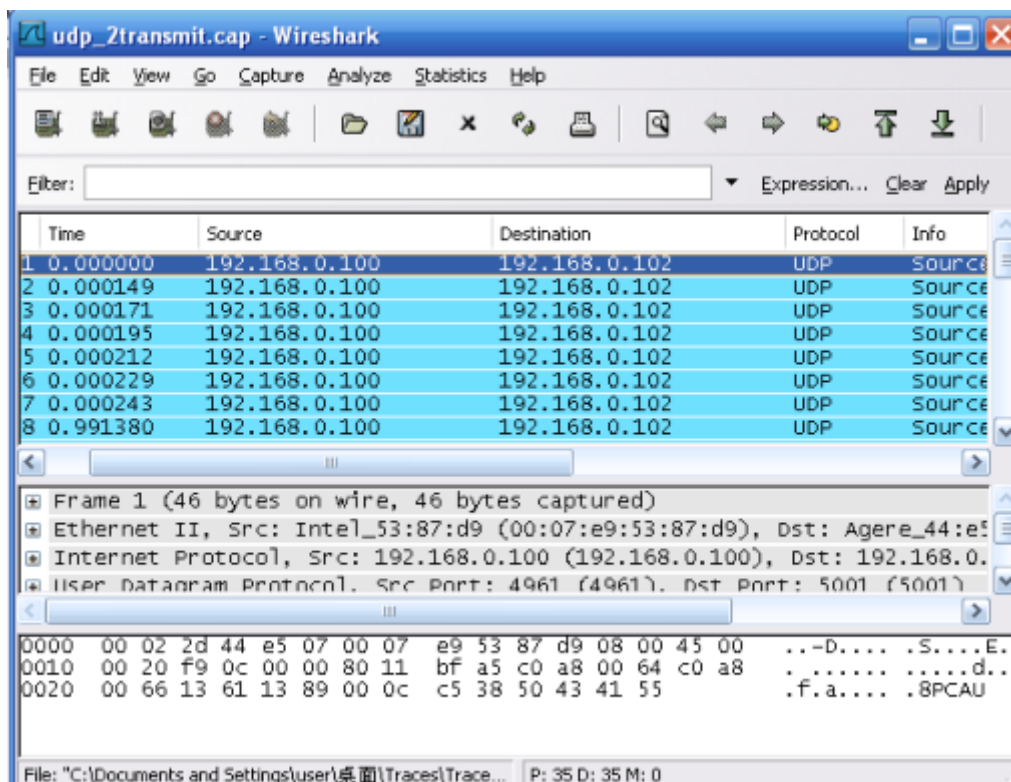 udp_2transmit.cap - Wireshark
File Edit View Go Capture Analyze Statistics Help
Filter: Expression... Clear Apply
Time Source Destination Protocol Info
1 0.000000 192.168.0.100 192.168.0.102 UDP Source
2 0.000149 192.168.0.100 192.168.0.102 UDP Source
3 0.000171 192.168.0.100 192.168.0.102 UDP Source
4 0.000195 192.168.0.100 192.168.0.102 UDP Source
5 0.000212 192.168.0.100 192.168.0.102 UDP Source
6 0.000229 192.168.0.100 192.168.0.102 UDP Source
7 0.000243 192.168.0.100 192.168.0.102 UDP Source
8 0.991380 192.168.0.100 192.168.0.102 UDP Source
Frame 1 (46 bytes on wire, 46 bytes captured)
Ethernet II, Src: Intel_53:87:d9 (00:07:e9:53:87:d9), Dst: Agere_44:e5
Internet Protocol, Src: 192.168.0.100 (192.168.0.100), Dst: 192.168.0.
User Datagram Protocol, Src Port: 4961 (4961), Dst Port: 5001 (5001)
0000 00 02 2d 44 e5 07 00 07 e9 53 87 d9 08 00 45 00 ..-D.... .S....E.
0010 00 20 f9 0c 00 00 80 11 bf a5 c0 a8 00 64 c0 a8 . ...... .....d..
0020 00 66 13 61 13 89 00 0c c5 38 50 43 41 55 .f.a.... .8PCAU
File: "C:\Documents and Settings\user\桌面\Traces\Trace... P: 35 D: 35 M: 0